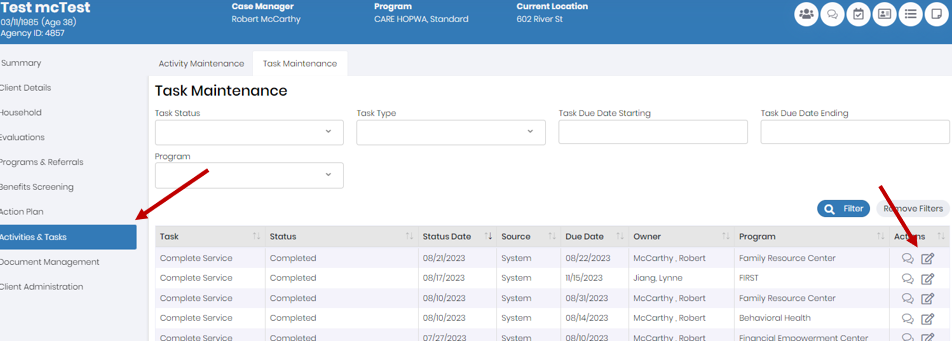 Test mcTest
03/11/1985 (Age 38)
Agency ID: 4857
Case Manager
Robert McCarthy
Program
CARE HOPWA, Standard
Current Location
602 River St
Summary
Client Details
Household
Evaluations
Programs & Referrals
Benefits Screening
Action Plan
Activities & Tasks
Document Management
Client Administration
Activity Maintenance Task Maintenance
Task Maintenance
Task Status Task Type Task Due Date Starting Task Due Date Ending
Program
Filter Remove Filters
Task Status Status Date Source Due Date Owner Program Actions
Complete Service Completed 08/21/2023 System 08/22/2023 McCarthy , Robert Family Resource Center
Complete Service Completed 08/17/2023 System 11/15/2023 Jiang, Lynne FIRST
Complete Service Completed 08/10/2023 System 08/31/2023 McCarthy , Robert Family Resource Center
Complete Service Completed 08/10/2023 System 08/14/2023 McCarthy , Robert Behavioral Health
Complete Service Completed 07/27/2023 System 08/10/2023 McCarthy , Robert Financial Empowerment Center